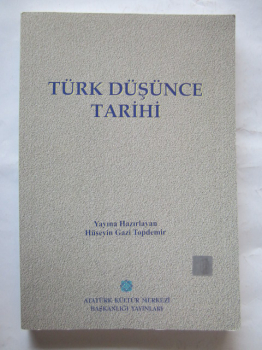 TÜRK DÜŞÜNCE
TARİHİ
Yayına Hazırlayan
Hüseyin Gazi Topdemir
ATATÜRK KÜLTÜR MERKEZİ
BAŞKANLIĞI YAYINLARI